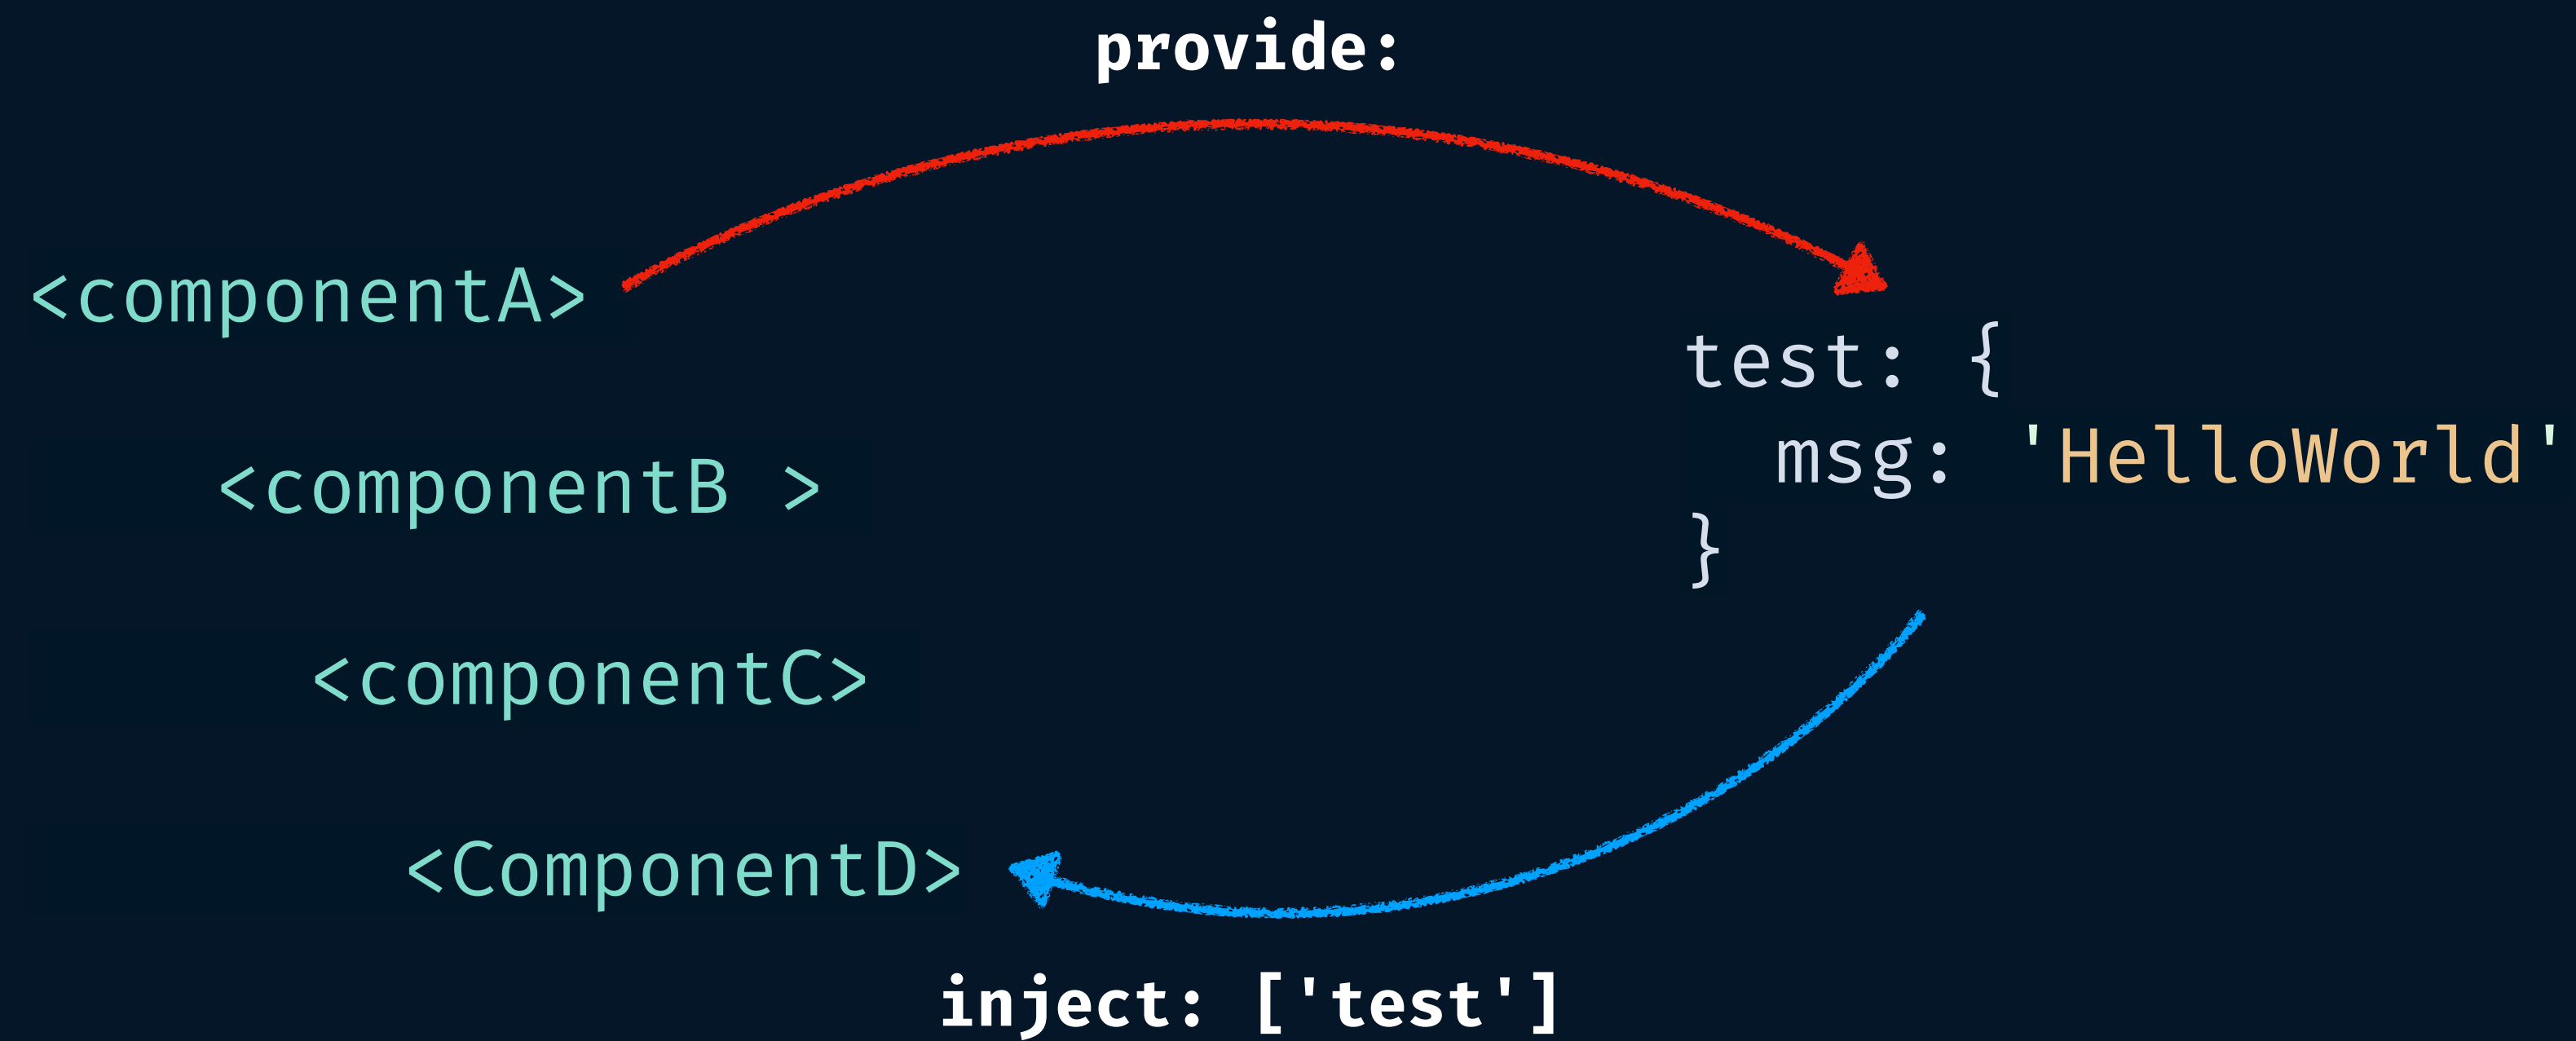 provide:
<componentA>
<componentB >
<componentC>
<ComponentD>
test: {
msg: 'HelloWorld'
}
inject: ['test']